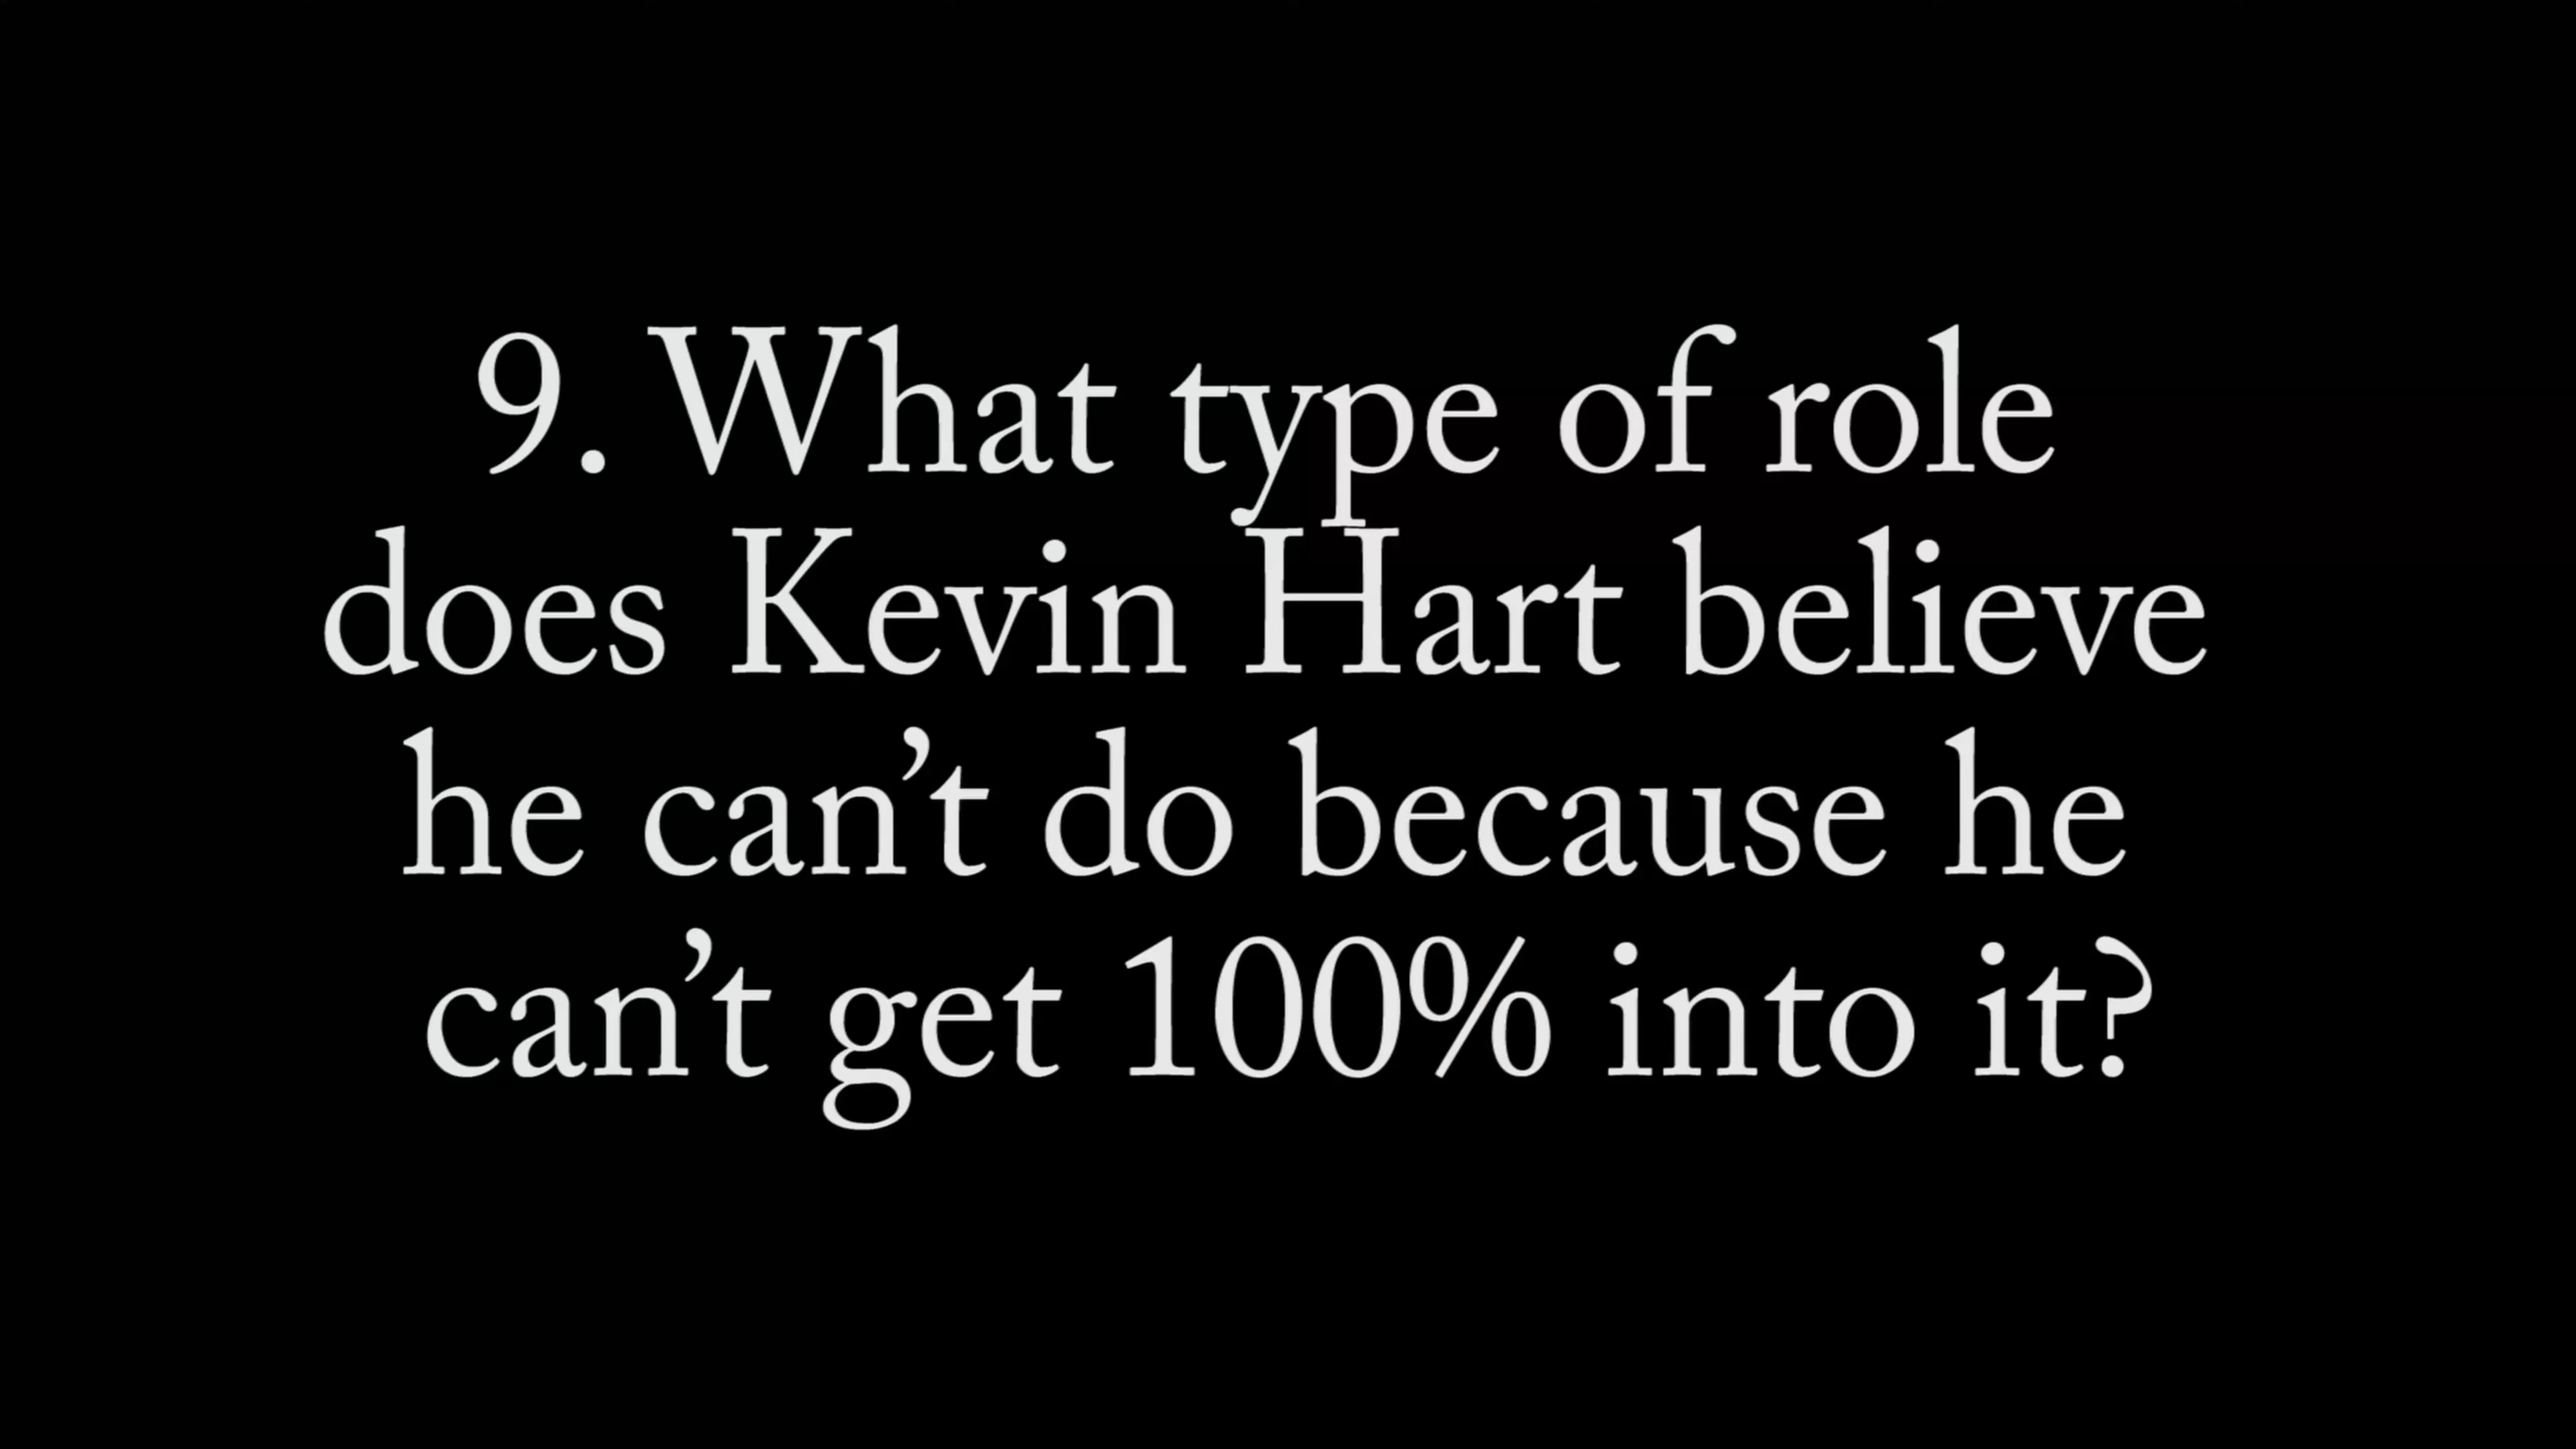 9. What type of role
does Kevin Hart believe
he can’t do because he
can’t get 100% into it?